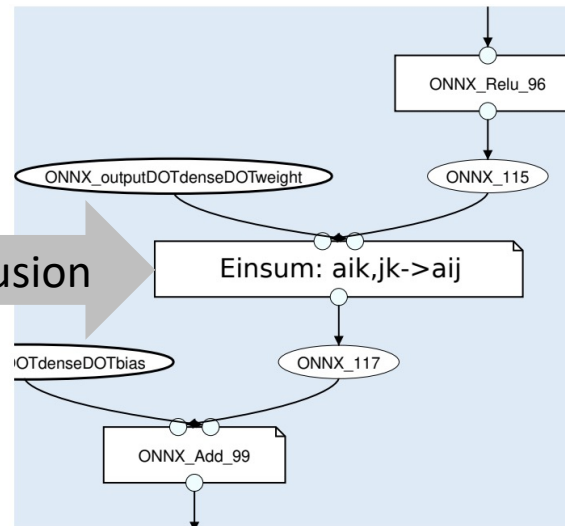 ONNX_Relu_96
ONNX_outputDOTdenseDOTweight
ONNX_115
usion
Einsum: aik,jk->aij
OTdenseDOTbias
ONNX_117
ONNX_Add_99